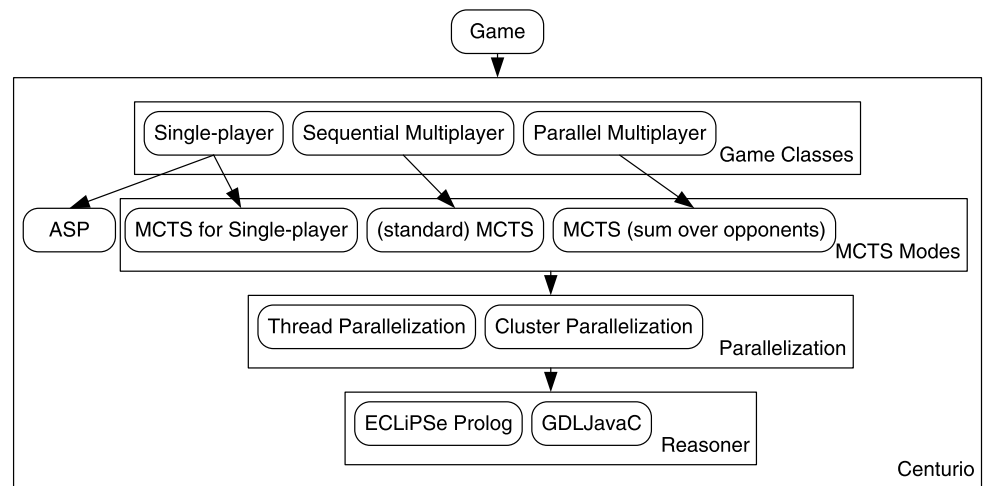 Game
Single-player
Sequential Multiplayer
Parallel Multiplayer
Game Classes
ASP
MCTS for Single-player
(standard) MCTS
MCTS (sum over opponents)
MCTS Modes
Thread Parallelization
Cluster Parallelization
Parallelization
ECLiPSe Prolog
GDLJavaC
Reasoner
Centurio